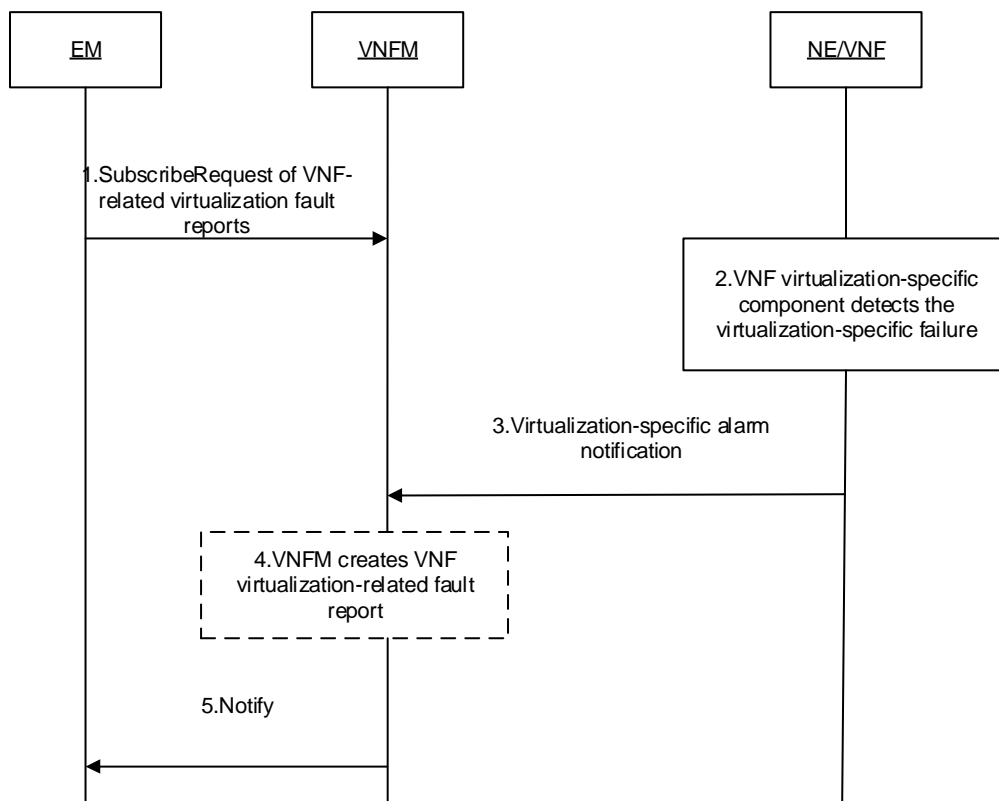 EM
VNFM
NE/VNF
1.SubscribeRequest of VNF-
related virtualization fault
reports
2.VNF virtualization-specific
component detects the
virtualization-specific failure
3.Virtualization-specific alarm
notification
4.VNFM creates VNF
virtualization-related fault
report
5.Notify